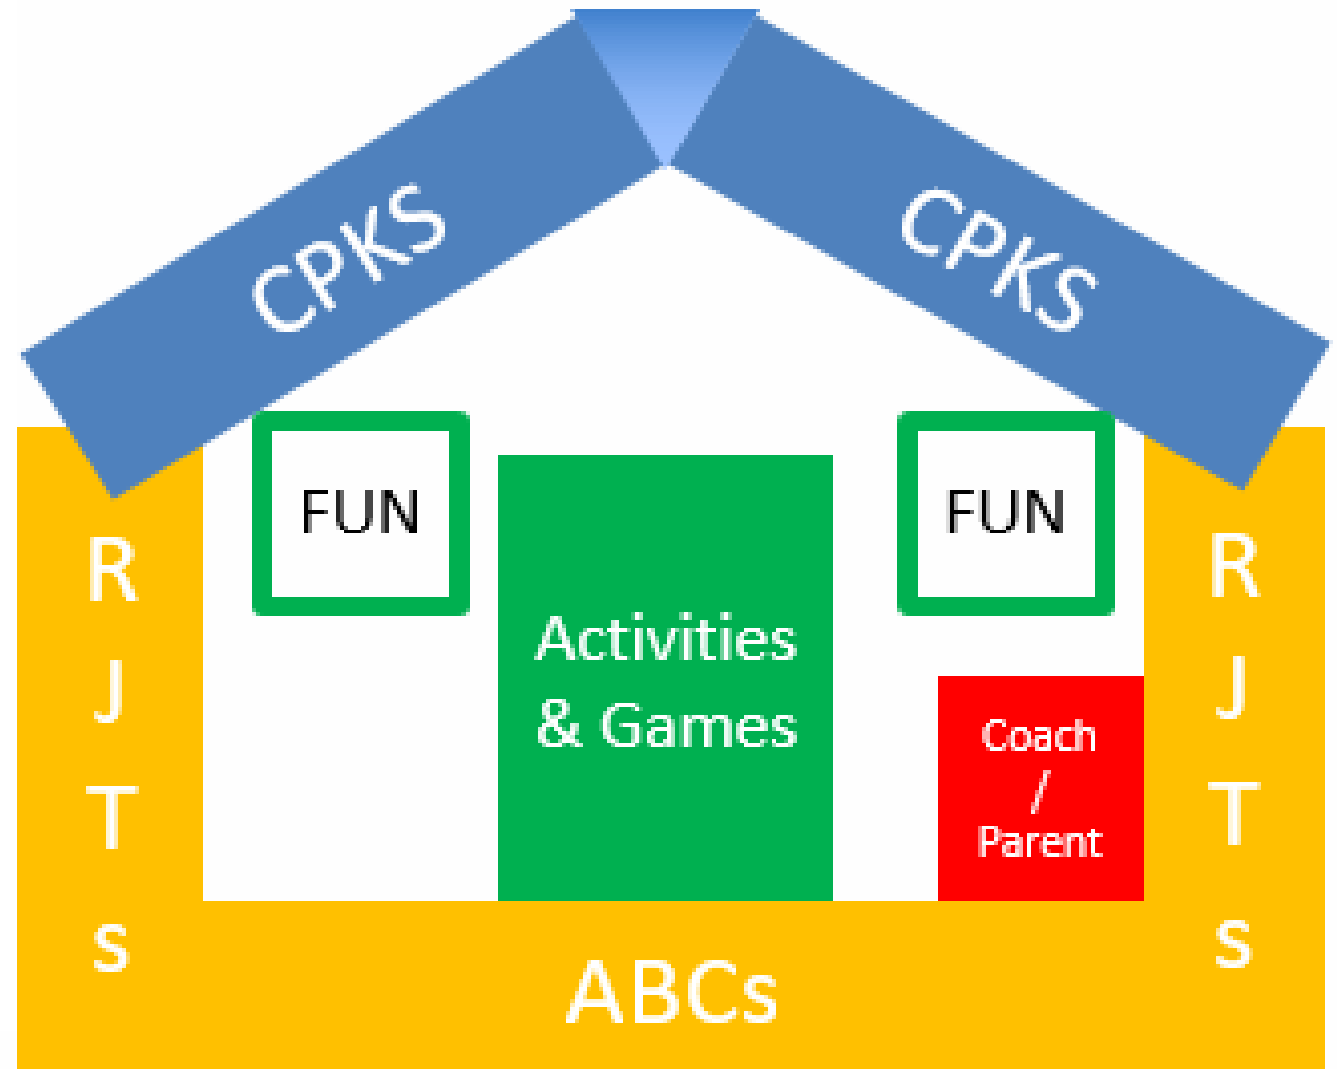 CPKS
CPKS
FUN
FUN
Activities
& Games
Coach
/
Parent
R
J
T
s
R
J
T
s
ABCs